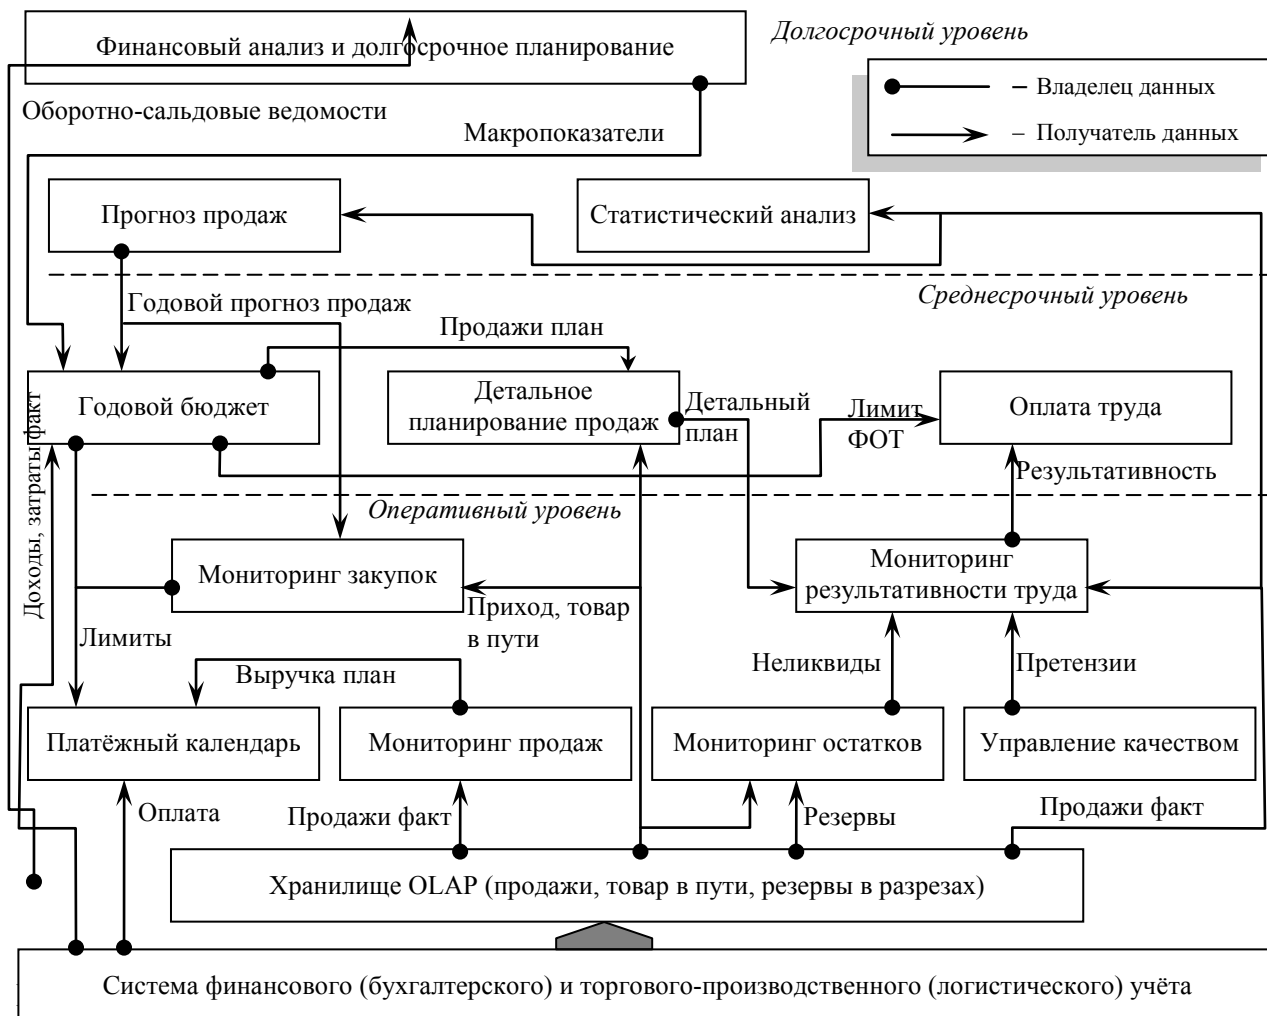 Финансовый анализ и долгосрочное планирование
Долгосрочный уровень
– Владелец данных
– Получатель данных
Оборотно-сальдовые ведомости
Макропоказатели
Прогноз продаж
Статистический анализ
Среднесрочный уровень
Годовой прогноз продаж
Продажи план
Годовой бюджет
Детальное
планирование продаж
Детальный
план
Лимит
ФОТ
Оплата труда
Результативность
Доходы, затраты факт
Оперативный уровень
Мониторинг закупок
Приход, товар
в пути
Мониторинг
результативности труда
Лимиты
Выручка план
Неликвиды
Претензии
Платёжный календарь
Мониторинг продаж
Мониторинг остатков
Управление качеством
Оплата
Продажи факт
Резервы
Продажи факт
Хранилище OLAP (продажи, товар в пути, резервы в разрезах)
Система финансового (бухгалтерского) и торгового-производственного (логистического) учёта